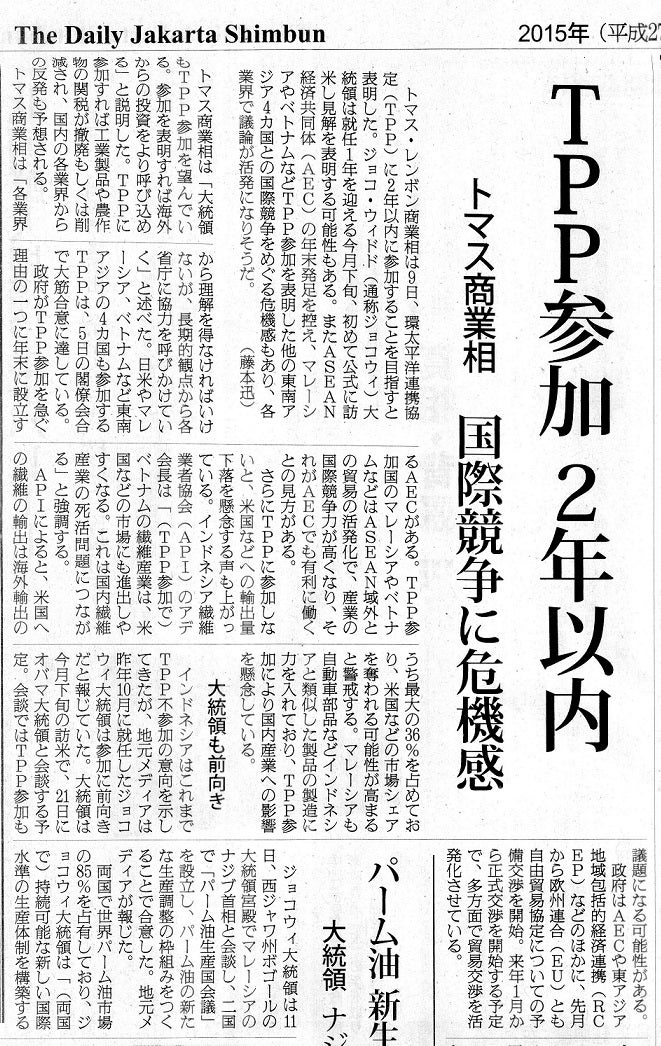 The Daily Jakarta Shimbun
2015年（平成27
TPP参加 2年以内
トマス商業相 国際競争に危機感
トマス・レンボン商業相は9日、環太平洋連携協
定（TPP）に2年以内に参加することを目指すと
表明した。ジョコ・ウィドド（通称ジョコウィ）大
統領は就任1年を迎える今月下旬、初めて公式に訪
米し見解を表明する可能性もある。またASEAN
経済共同体（AEC）の年末発足を控え、マレーシ
アやベトナムなどTPP参加を表明した他の東南ア
ジア4カ国との国際競争をめぐる危機感もあり、各
業界で議論が活発になりそうだ。（藤本迅）
トマス商業相は「大統領
もTPP参加を望んでい
る。参加を表明すれば海外
からの投資をより呼び込め
る」と説明した。TPPに
参加すれば工業製品や農作
物の関税が撤廃もしくは削
減され、国内の各業界から
の反発も予想される。
トマス商業相は「各業界
から理解を得なければいけ
ないが、長期的観点から各
省庁に協力を呼びかけてい
く」と述べた。日米やマレ
ーシア、ベトナムなど東南
アジアの4カ国も参加する
TPPは、5日の閣僚会合
で大筋合意に達している。
政府がTPP参加を急ぐ
理由の一つに年末に設立す
るAECがある。TPP参
加国のマレーシアやベトナ
ムなどはASEAN域外と
の貿易の活発化で、産業の
国際競争力が高くなり、そ
れがAECでも有利に働く
との見方がある。
さらにTPPに参加しな
いと、米国などへの輸出量
下落を懸念する声も上がっ
ている。インドネシア繊維
業者協会（API）のアデ
会長は「（TPP参加で）
ベトナムの繊維産業は、米
国などの市場にも進出しや
すくなる。これは国内繊維
産業の死活問題につなが
る」と強調する。
APIによると、米国へ
の繊維の輸出は海外輸出の
うち最大の36％を占めてお
り、米国などの市場シェア
を奪われる可能性が高まる
と警戒する。マレーシアも
自動車部品などインドネシ
アと類似した製品の製造に
力を入れており、TPP参
加により国内産業への影響
を懸念している。
大統領も前向き
インドネシアはこれまで
TPP不参加の意向を示し
てきたが、地元メディアは
昨年10月に就任したジョコ
ウィ大統領は参加に前向き
だと報じていた。大統領は
今月下旬の訪米で、21日に
オバマ大統領と会談する予
定。会談ではTPP参加も
議題になる可能性がある。
政府はAECや東アジア
地域包括的経済連携（RC
EP）などのほかに、先月
から欧州連合（EU）とも
自由貿易協定についての予
備交渉を開始。来年1月か
ら正式交渉を開始する予定
で、多方面で貿易交渉を活
発化させている。
パーム油 新生
大統領 ナジ
ジョコウィ大統領は11
日、西ジャワ州ボゴールの
大統領宮殿でマレーシアの
ナジブ首相と会談し、二国
で「パーム油生産国会議」
を設立し、パーム油の新た
な生産調整の枠組みをつく
ることで合意した。地元メ
ディアが報じた。
両国で世界パーム油市場
の85％を占有しており、ジ
ョコウィ大統領は「（両国
で）持続可能な新しい国際
水準の生産体制を構築する